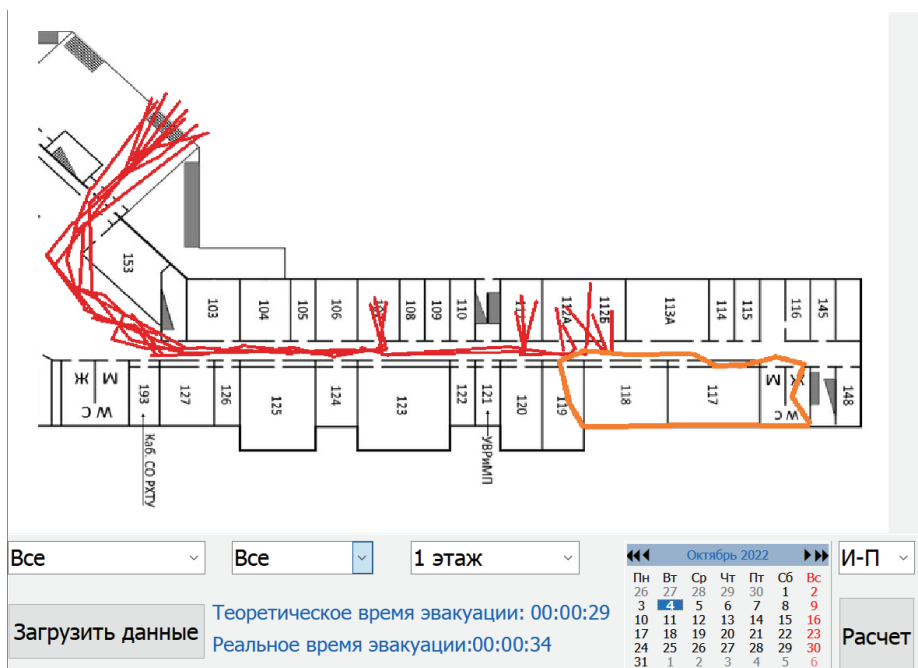 153
103
104
105
106
108
109
110
112А
112Б
113А
114
115
116
145
Ж
М
W C
193
127
126
125
124
123
122
121
120
119
118
117
М
Ж
W C
148
Каб. СО РХТУ
УВРиМП
Все
Все
1 этаж
Октябрь 2022
И-П
Пн Вт Ср Чт Пт Сб Вс
26 27 28 29 30 1 2
3 4 5 6 7 8 9
10 11 12 13 14 15 16
17 18 19 20 21 22 23
24 25 26 27 28 29 30
31 1 2 3 4 5 6
Загрузить данные
Теоретическое время эвакуации: 00:00:29
Реальное время эвакуации:00:00:34
Расчет